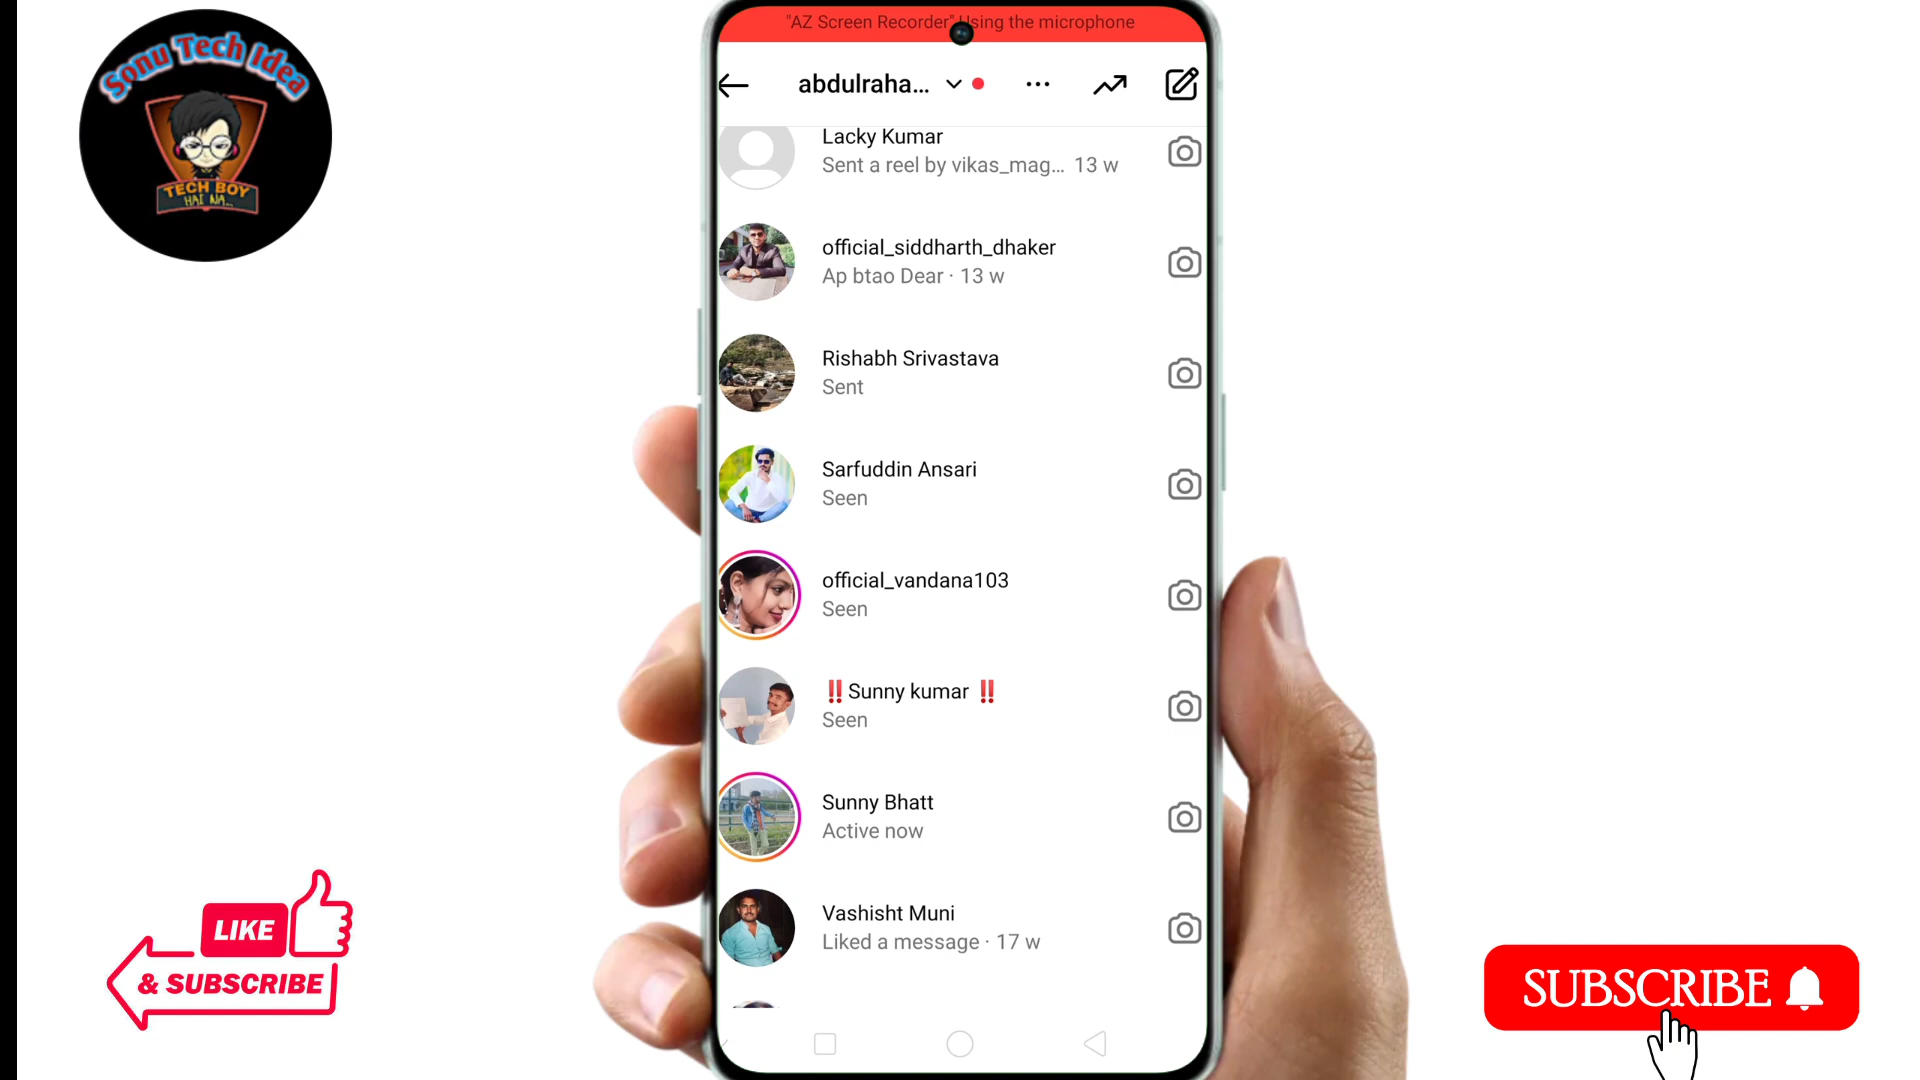 Sonu Tech Idea
TECH BOY
HAI NA..
"AZ Screen Recorder" Using the microphone
abdulraha...
Lacky Kumar
Sent a reel by vikas_mag... 13 w
official_siddharth_dhaker
Ap btao Dear · 13 w
Rishabh Srivastava
Sent
Sarfuddin Ansari
Seen
official_vandana103
Seen
‼️Sunny kumar ‼️
Seen
Sunny Bhatt
Active now
Vashisht Muni
Liked a message · 17 w
LIKE
& SUBSCRIBE
SUBSCRIBE